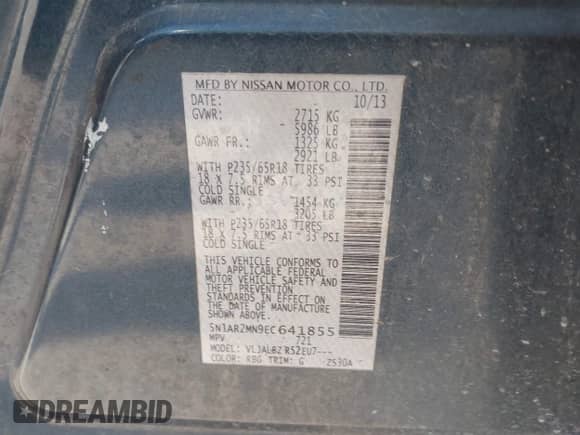 MFD BY NISSAN MOTOR CO., LTD.
DATE: 10/13
GVWR: 2715 KG
5986 LB
GAWR FR.: 1325 KG
2921 LB
WITH P235/65R18 TIRES
18 X 7.5 RIMS AT 33 PSI
COLD SINGLE
GAWR RR.: 1454 KG
3205 LB
WITH P235/65R18 TIRES
18 X 7.5 RIMS AT 33 PSI
COLD SINGLE
THIS VEHICLE CONFORMS TO
ALL APPLICABLE FEDERAL
MOTOR VEHICLE SAFETY AND
THEFT PREVENTION
STANDARDS IN EFFECT ON
THE DATE OF MANUFACTURE
SHOWN ABOVE.
5N1AR2MN9EC641855
MPV 721
MODEL: VLJALBZ R52EU7---
COLOR: KBG TRIM: G 2530A
DREAMBID